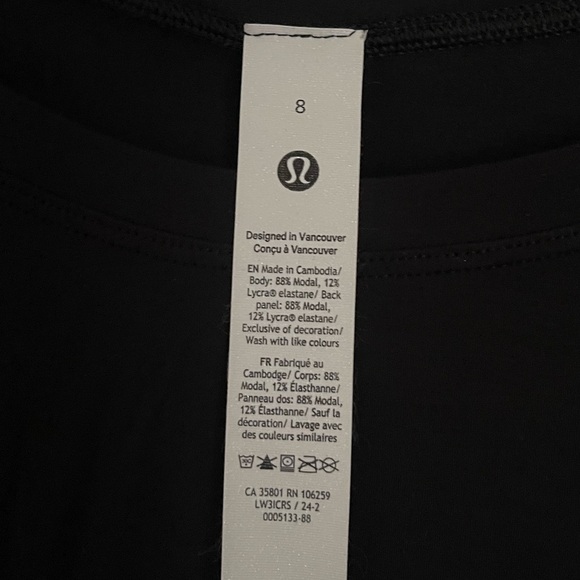 8
Designed in Vancouver
Conçu à Vancouver
EN Made in Cambodia/
Body: 88% Modal, 12%
Lycra® elastane/ Back
panel: 88% Modal,
12% Lycra® elastane/
Exclusive of decoration/
Wash with like colours
FR Fabriqué au
Cambodge/ Corps: 88%
Modal, 12% Élasthanne/
Panneau dos: 88% Modal,
12% Élasthanne/ Sauf la
décoration/ Lavage avec
des couleurs similaires
CA 35801 RN 106259
LW3ICRS / 24-2
0005133-88